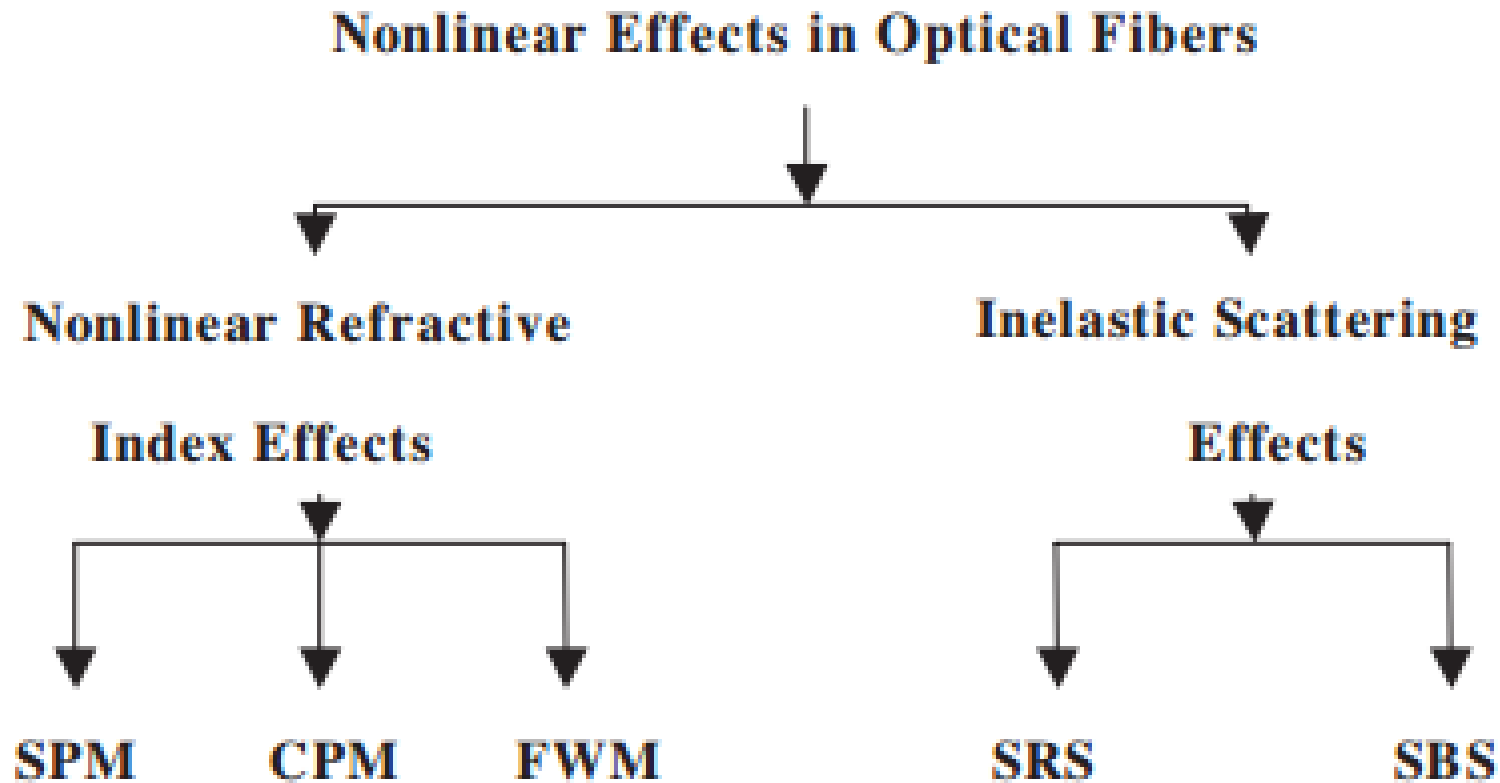 Nonlinear Effects in Optical Fibers
Nonlinear Refractive
Index Effects
Inelastic Scattering
Effects
SPM
CPM
FWM
SRS
SBS